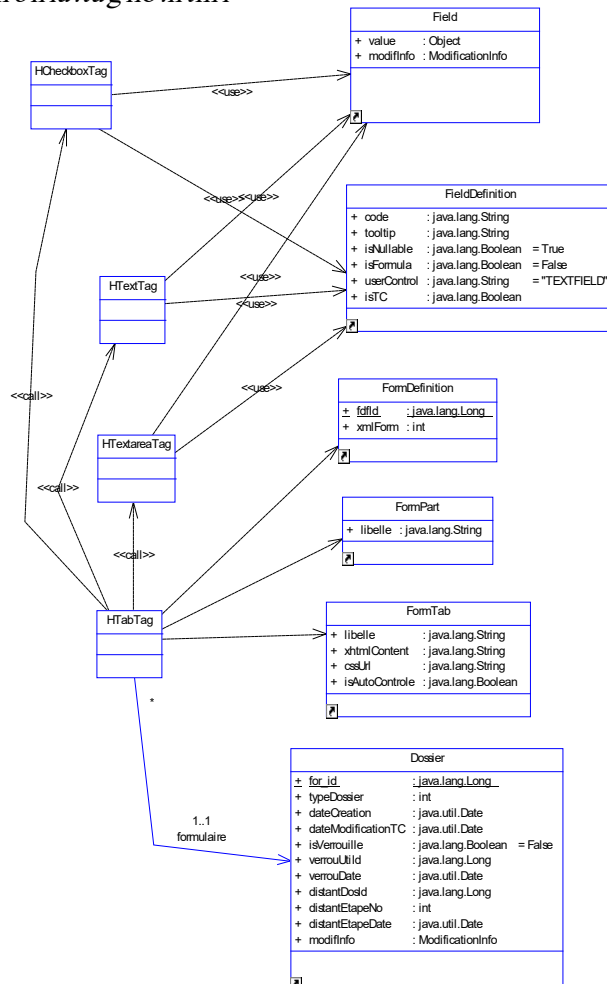 Field
+ value : Object
+ modifInfo : ModificationInfo
HCheckboxTag
<<use>>
<<use>>
<<use>>
FieldDefinition
+ code : java.lang.String
+ tooltip : java.lang.String
+ isNullable : java.lang.Boolean = True
+ isFormula : java.lang.Boolean = False
+ userControl : java.lang.String = "TEXTFIELD"
+ isTC : java.lang.Boolean
HTextTag
<<use>>
<<use>>
<<use>>
<<call>>
FormDefinition
+ fdfId : java.lang.Long
+ xmlForm : int
HTextareaTag
<<call>>
FormPart
+ libelle : java.lang.String
<<call>>
HTabTag
FormTab
+ libelle : java.lang.String
+ xhtmlContent : java.lang.String
+ cssUrl : java.lang.String
+ isAutoControle : java.lang.Boolean
*
Dossier
+ for_id : java.lang.Long
+ typeDossier : int
+ dateCreation : java.util.Date
+ dateModificationTC : java.util.Date
+ isVerrouille : java.lang.Boolean = False
+ verrouUtiId : java.lang.Long
+ verrouDate : java.util.Date
+ distantDosId : java.lang.Long
+ distantEtapeNo : int
+ distantEtapeDate : java.util.Date
+ modifInfo : ModificationInfo
1..1
formulaire